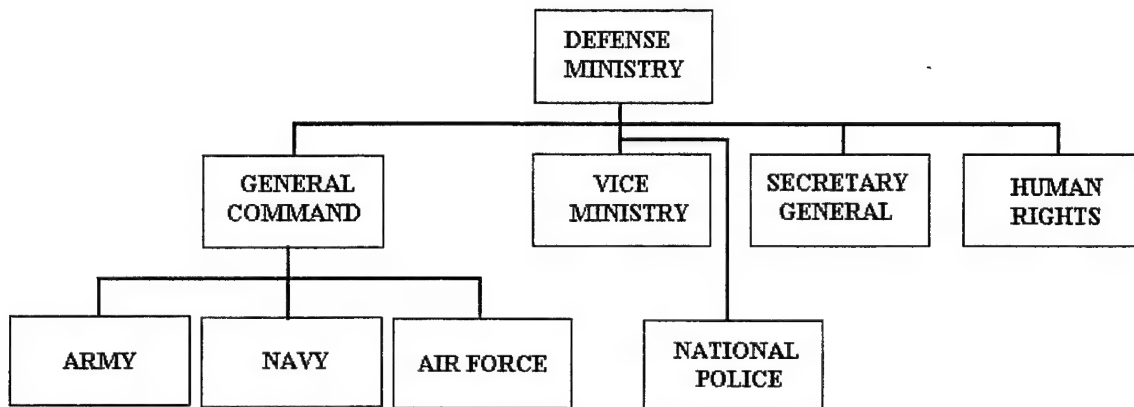 DEFENSE
MINISTRY
GENERAL
COMMAND
VICE
MINISTRY
SECRETARY
GENERAL
HUMAN
RIGHTS
ARMY
NAVY
AIR FORCE
NATIONAL
POLICE